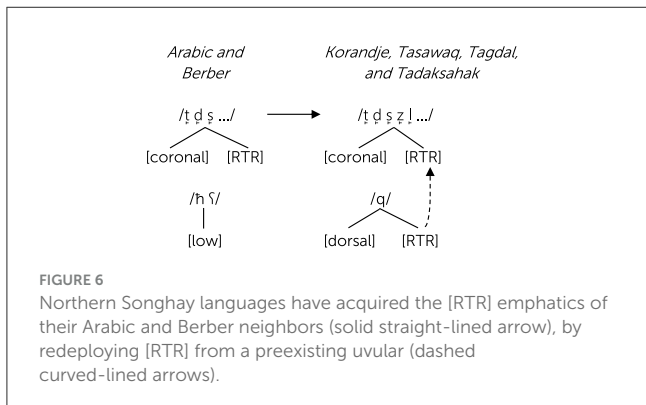 Arabic and Berber
Korandje, Tasawaq, Tagdal, and Tadaksahak
/t̙ d̙ s̙ .../
/t̙ d̙ s̙ z̙ l̙ .../
[coronal] [RTR]
[coronal] [RTR]
/ħ ʕ/
/q/
[low]
[dorsal] [RTR]
FIGURE 6
Northern Songhay languages have acquired the [RTR] emphatics of
their Arabic and Berber neighbors (solid straight-lined arrow), by
redeploying [RTR] from a preexisting uvular (dashed
curved-lined arrows).